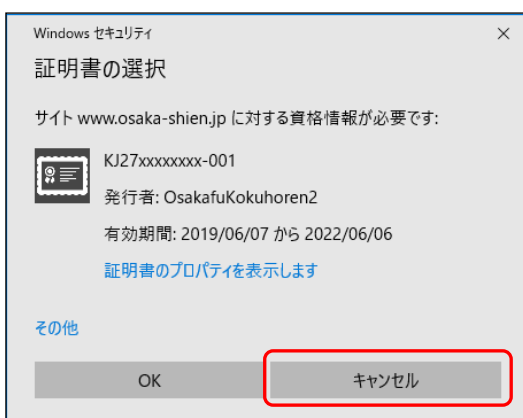 Windows セキュリティ
証明書の選択
サイト www.osaka-shien.jp に対する資格情報が必要です:
KJ27xxxxxxxx-001
発行者: OsakafuKokuhoren2
有効期間: 2019/06/07 から 2022/06/06
証明書のプロパティを表示します
その他
OK
キャンセル